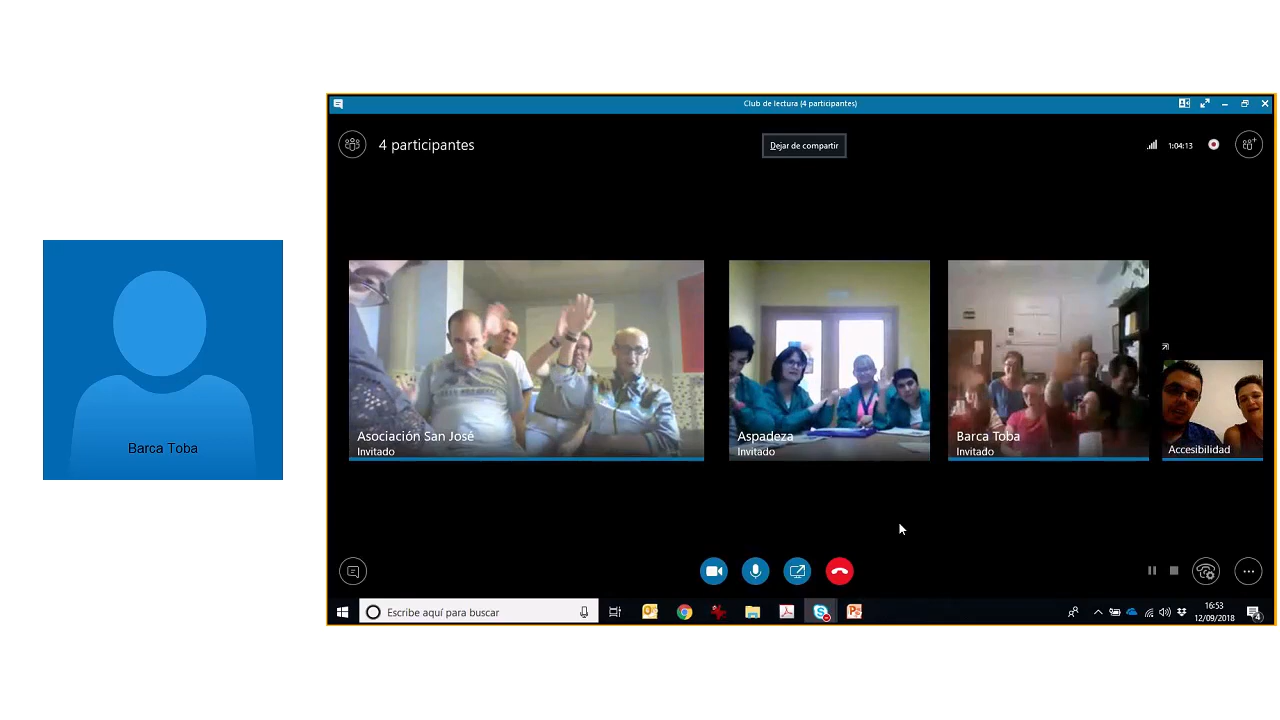 Club de lectura (4 participantes)
4 participantes
Dejar de compartir
1:04:13
Barca Toba
Asociación San José
Invitado
Aspadeza
Invitado
Barca Toba
Invitado
Accesibilidad
Escribe aquí para buscar
16:53
12/09/2018
4